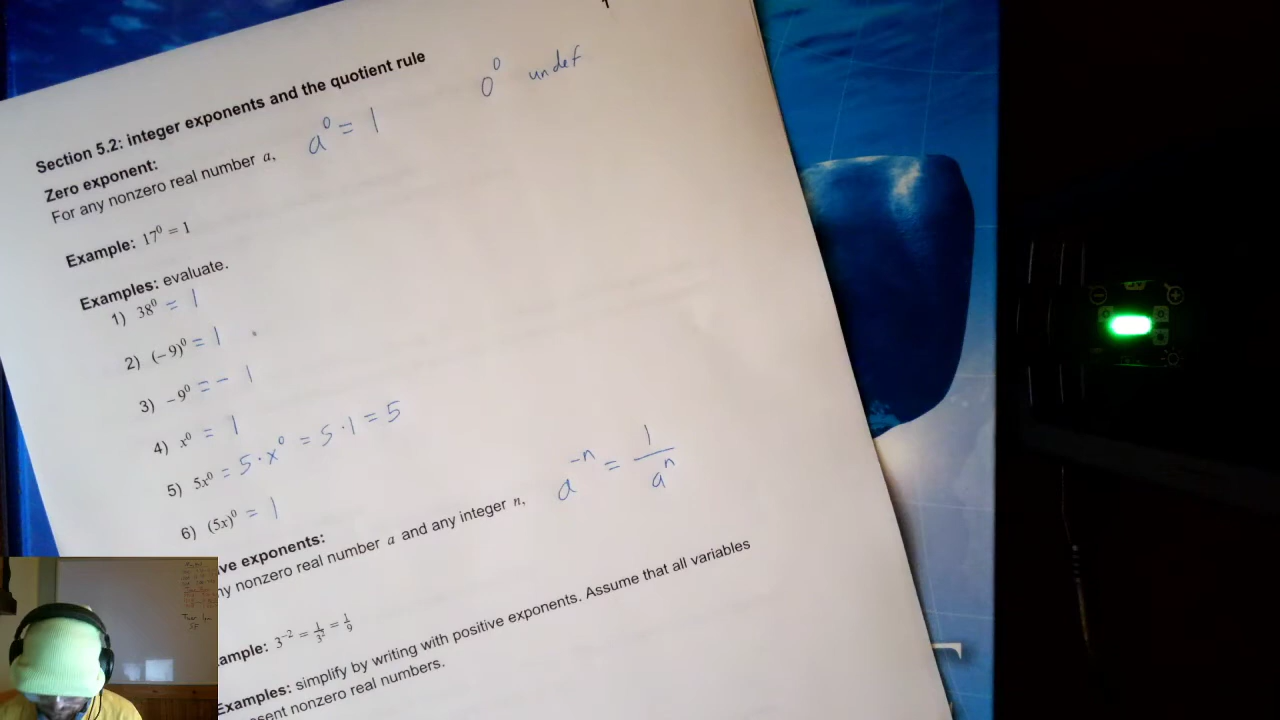 Section 5.2: integer exponents and the quotient rule
0⁰ undef
Zero exponent:
For any nonzero real number a, a⁰ = 1
Example: 17⁰ = 1
Examples: evaluate.
1) 38⁰ = 1
2) (−9)⁰ = 1
3) −9⁰ = − 1
4) x⁰ = 1
5) 5x⁰ = 5·x⁰ = 5·1 = 5
6) (5x)⁰ = 1
ve exponents:
ny nonzero real number a and any integer n, a⁻ⁿ = 1/aⁿ
ample: 3⁻² = 1/3² = 1/9
Examples: simplify by writing with positive exponents. Assume that all variables
esent nonzero real numbers.